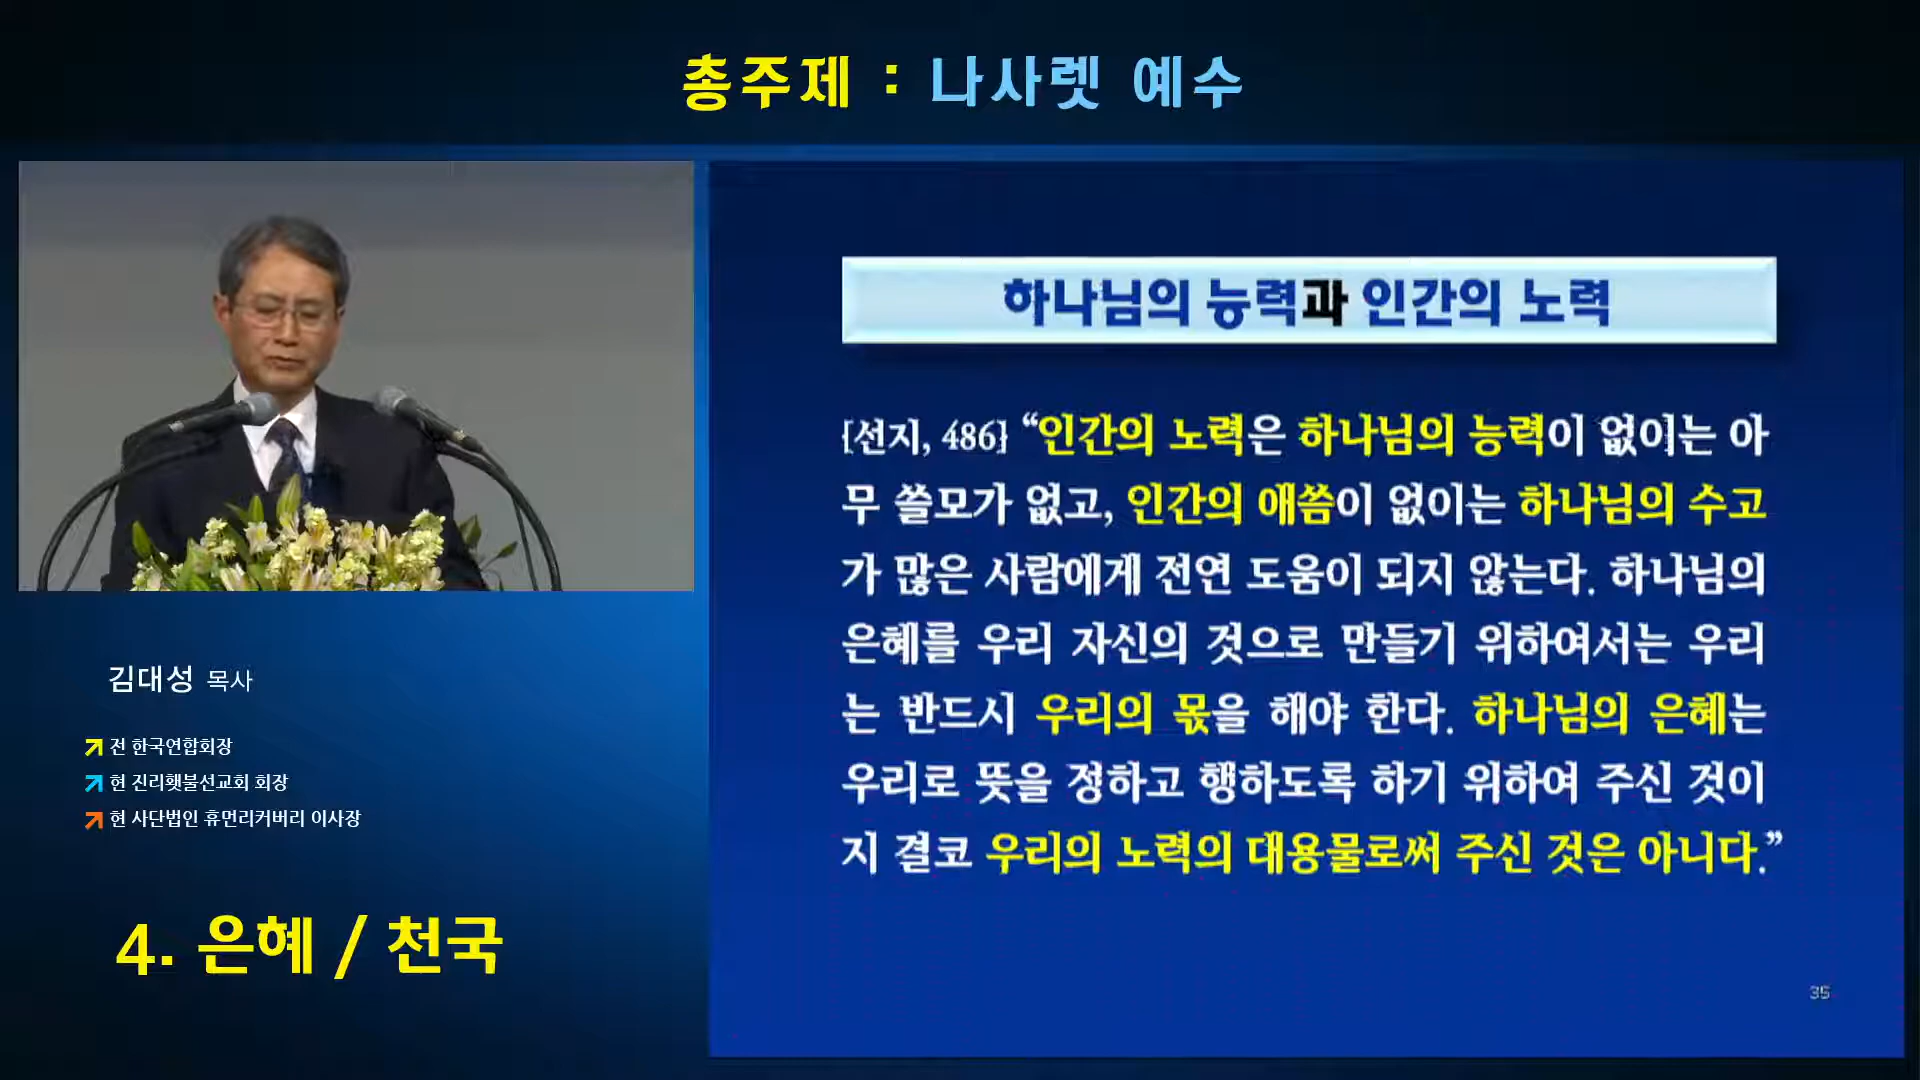 총주제 : 나사렛 예수
하나님의 능력과 인간의 노력
[선지, 486] “인간의 노력은 하나님의 능력이 없이는 아
무 쓸모가 없고, 인간의 애씀이 없이는 하나님의 수고
가 많은 사람에게 전연 도움이 되지 않는다. 하나님의
은혜를 우리 자신의 것으로 만들기 위하여서는 우리
는 반드시 우리의 몫을 해야 한다. 하나님의 은혜는
우리로 뜻을 정하고 행하도록 하기 위하여 주신 것이
지 결코 우리의 노력의 대용물로써 주신 것은 아니다.”
35
김대성 목사
전 한국연합회장
현 진리횃불선교회 회장
현 사단법인 휴먼리커버리 이사장
4. 은혜 / 천국